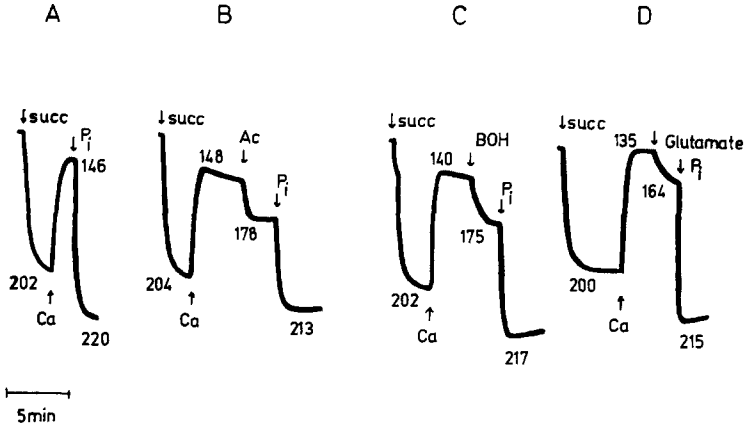 A B C D
↓succ ↓Pi 146 202 ↑ Ca 220
↓succ 148 Ac ↓ 178 Pi ↓ 204 ↑ Ca 213
↓succ 140 BOH ↓ 175 Pi ↓ 202 ↑ Ca 217
↓succ 135 ↓ Glutamate ↓ Pi 164 200 ↑ Ca 215
5min